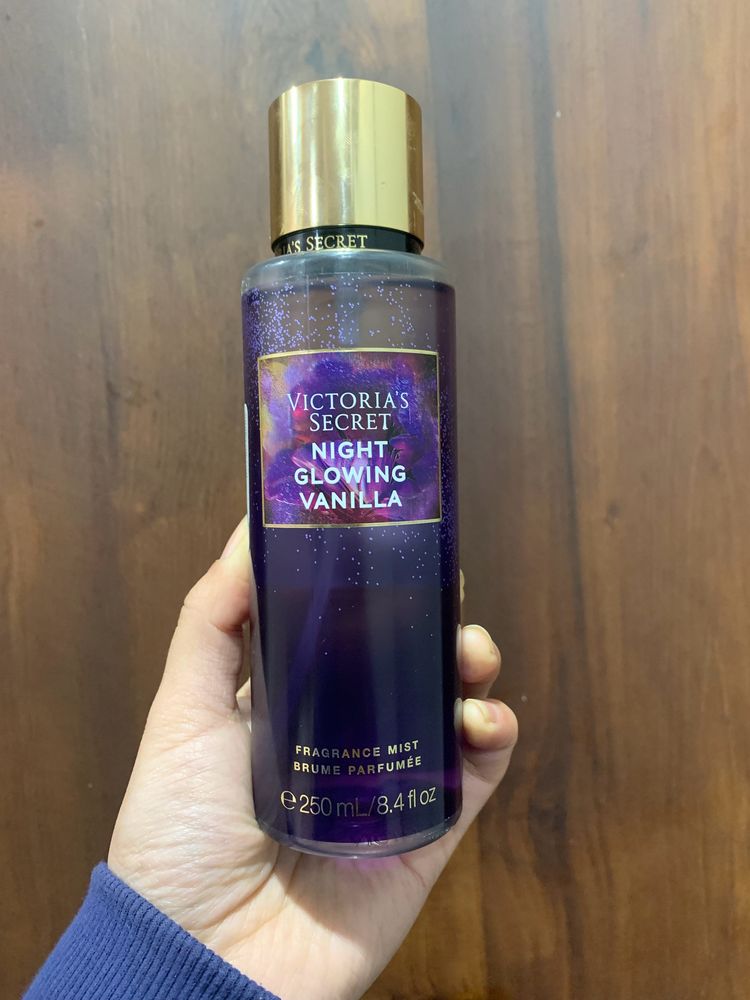 SECRET
VICTORIA'S
SECRET
NIGHT
GLOWING
VANILLA
FRAGRANCE MIST
BRUME PARFUMÉE
℮ 250 mL/8.4 fl oz